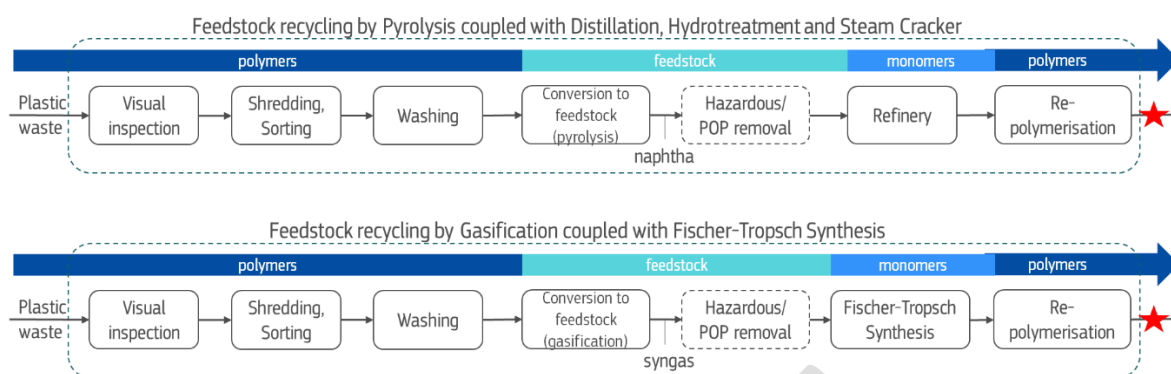 Feedstock recycling by Pyrolysis coupled with Distillation, Hydrotreatment and Steam Cracker
polymers
feedstock
monomers
polymers
Plastic
waste
Visual
inspection
Shredding,
Sorting
Washing
Conversion to
feedstock
(pyrolysis)
naphtha
Hazardous/
POP removal
Refinery
Re-
polymerisation
Feedstock recycling by Gasification coupled with Fischer-Tropsch Synthesis
polymers
feedstock
monomers
polymers
Plastic
waste
Visual
inspection
Shredding,
Sorting
Washing
Conversion to
feedstock
(gasification)
syngas
Hazardous/
POP removal
Fischer-Tropsch
Synthesis
Re-
polymerisation